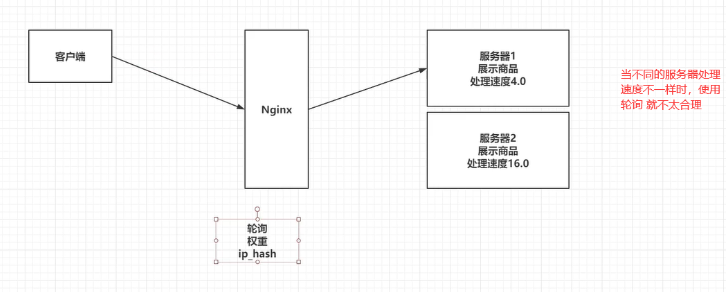 客户端
Nginx
服务器1
展示商品
处理速度4.0
服务器2
展示商品
处理速度16.0
当不同的服务器处理
速度不一样时，使用
轮询 就不太合理
轮询
权重
ip_hash